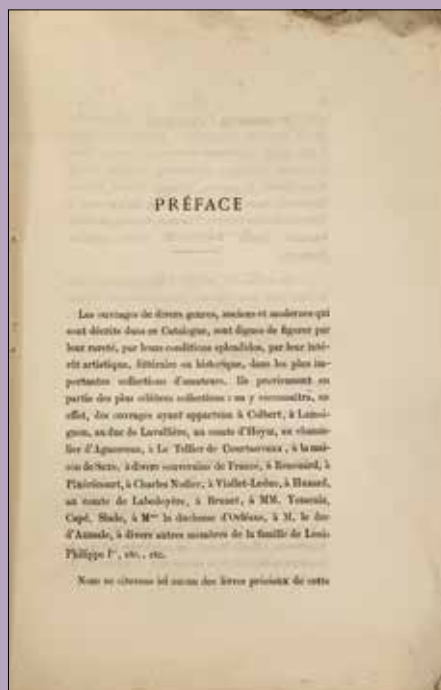 PRÉFACE
Les ouvrages de divers genres, anciens et modernes qui
sont décrits dans ce Catalogue, sont dignes de figurer par
leur rareté, par leurs conditions splendides, par leur inté-
rêt artistique, littéraire ou historique, dans les plus im-
portantes collections d'amateurs. Ils proviennent en
partie des plus célèbres collections : on y reconnaîtra, en
effet, des ouvrages ayant appartenu à Colbert, à Lamoi-
gnon, au duc de Lavallière, au comte d'Hoym, au chance-
lier d'Aguesseau, à Le Tellier de Courtanvaux, à la mai-
son de Saxe, à divers souverains de France, à Renouard, à
Pixérécourt, à Charles Nodier, à Viollet-Leduc, à Huzard,
au comte de Labédoyère, à Brunet, à MM. Yemeniz,
Capé, Slade, à Mme la duchesse d'Orléans, à M. le duc
d'Aumale, à divers autres membres de la famille de Louis
Philippe Ier, etc., etc.
Nous ne citerons ici aucun des livres précieux de cette